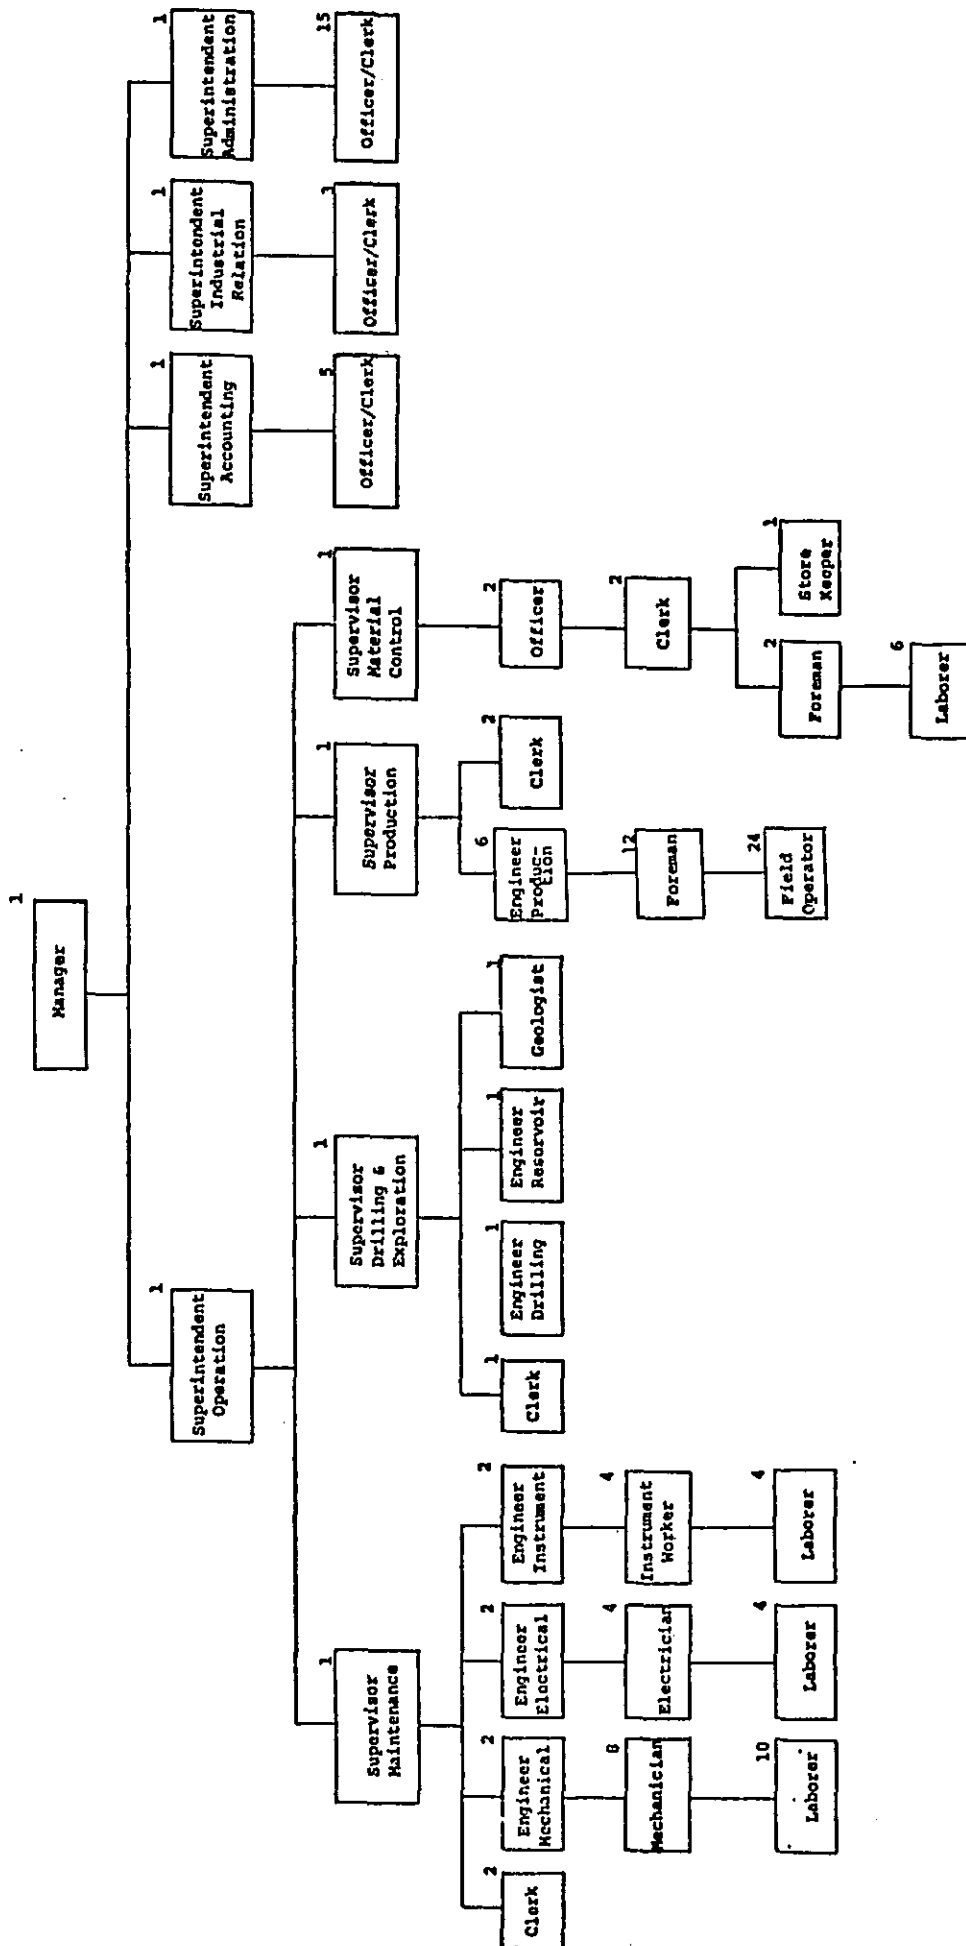 1
Manager
1
Superintendent
Operation
1
Superintendent
Accounting
1
Superintendent
Industrial
Relation
1
Superintendent
Administration
1
Supervisor
Maintenance
1
Supervisor
Drilling &
Exploration
1
Supervisor
Production
1
Supervisor
Material
Control
5
Officer/Clerk
3
Officer/Clerk
15
Officer/Clerk
2
Clerk
2
Engineer
Mechanical
2
Engineer
Electrical
2
Engineer
Instrument
1
Clerk
1
Engineer
Drilling
1
Engineer
Resorvoir
1
Geologist
6
Engineer
Produc-
tion
2
Clerk
2
Officer
8
Mechanician
4
Electrician
4
Instrument
Worker
12
Foreman
2
Clerk
10
Laborer
4
Laborer
4
Laborer
24
Field
Operator
2
Foreman
1
Store
Keeper
6
Laborer